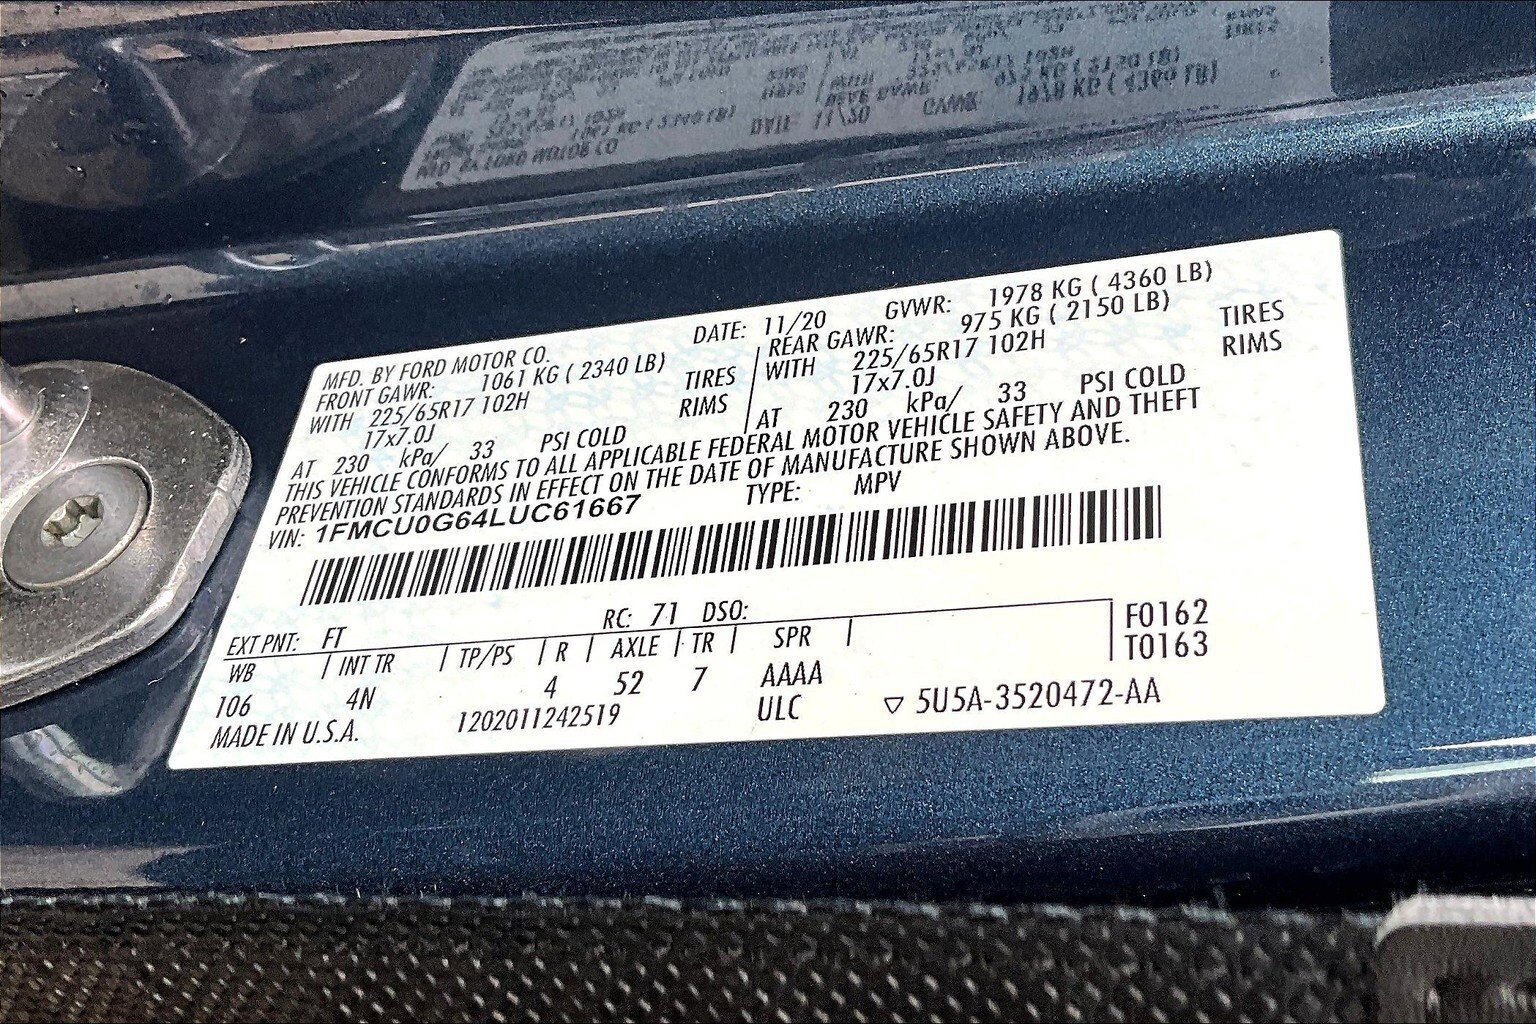 MFD. BY FORD MOTOR CO. DATE: 11/20 GVWR: 1978 KG ( 4360 LB)
FRONT GAWR: 1061 KG ( 2340 LB) REAR GAWR: 975 KG ( 2150 LB)
WITH 225/65R17 102H TIRES WITH 225/65R17 102H TIRES
17x7.0J RIMS 17x7.0J RIMS
AT 230 kPa/ 33 PSI COLD AT 230 kPa/ 33 PSI COLD
THIS VEHICLE CONFORMS TO ALL APPLICABLE FEDERAL MOTOR VEHICLE SAFETY AND THEFT
PREVENTION STANDARDS IN EFFECT ON THE DATE OF MANUFACTURE SHOWN ABOVE.
VIN: 1FMCU0G64LUC61667 TYPE: MPV
EXT PNT: FT RC: 71 DSO: F0162
WB INT TR TP/PS R AXLE TR SPR T0163
106 4N 4 52 7 AAAA
MADE IN U.S.A. 1202011242519 ULC ▽ 5U5A-3520472-AA